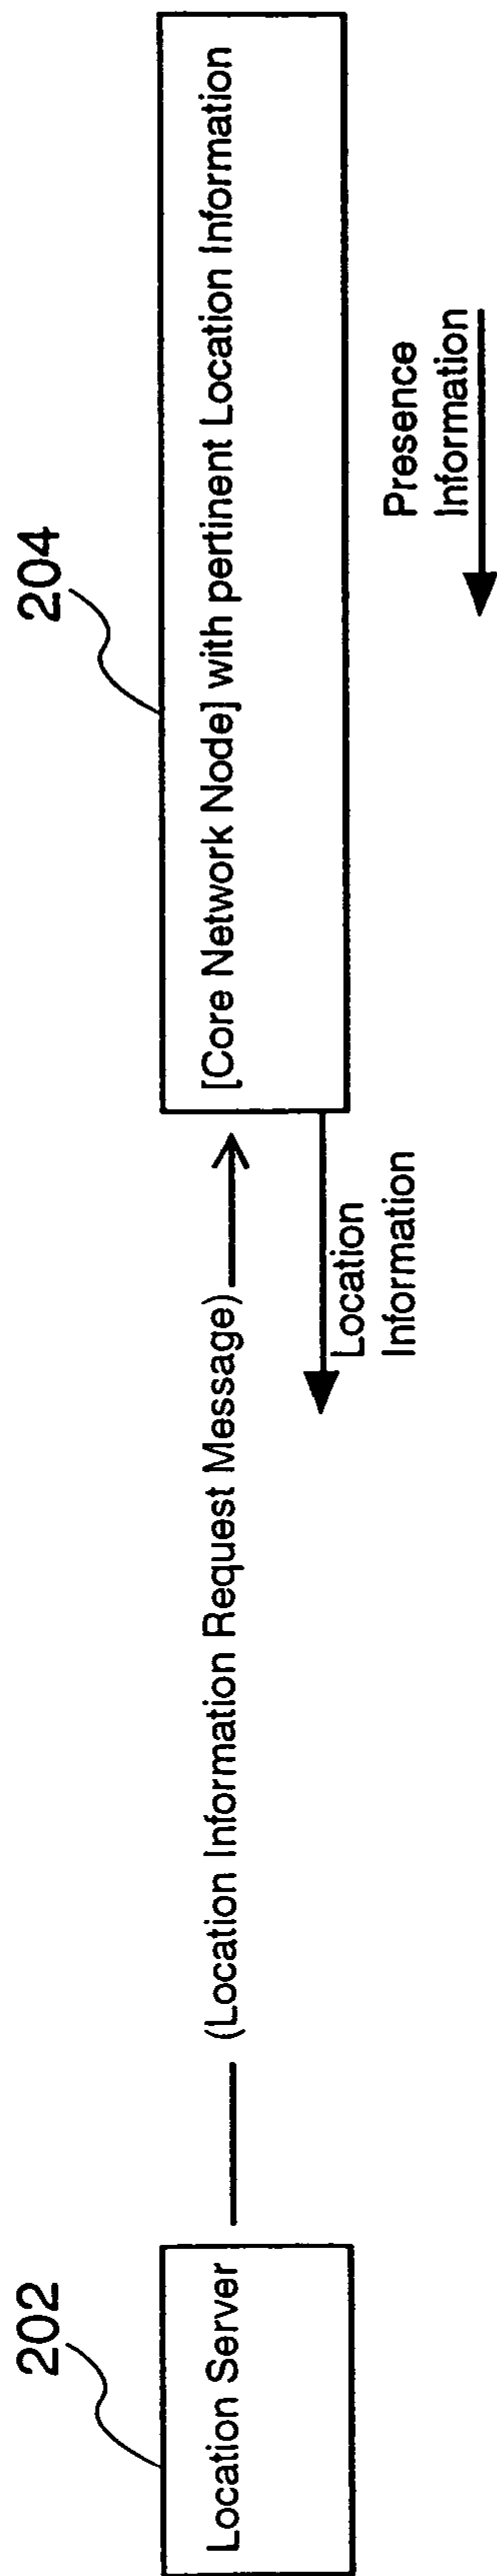 202
204
Location Server
(Location Information Request Message)
[Core Network Node] with pertinent Location Information
Location
Information
Presence
Information